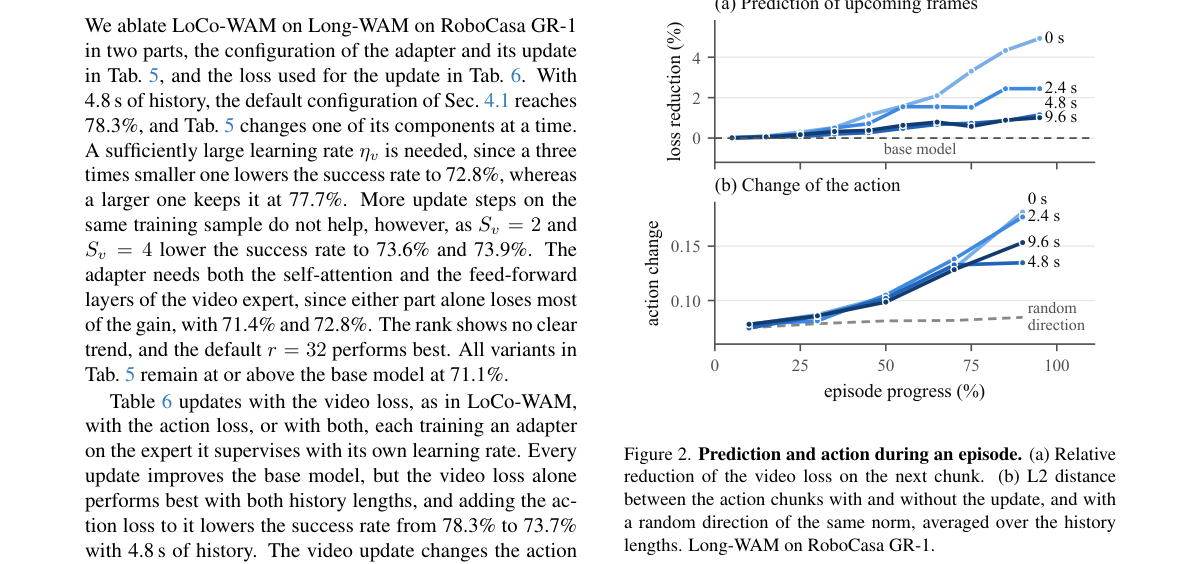 We ablate LoCo-WAM on Long-WAM on RoboCasa GR-1
in two parts, the configuration of the adapter and its update
in Tab. 5, and the loss used for the update in Tab. 6. With
4.8 s of history, the default configuration of Sec. 4.1 reaches
78.3%, and Tab. 5 changes one of its components at a time.
A sufficiently large learning rate ηᵥ is needed, since a three
times smaller one lowers the success rate to 72.8%, whereas
a larger one keeps it at 77.7%. More update steps on the
same training sample do not help, however, as Sᵥ = 2 and
Sᵥ = 4 lower the success rate to 73.6% and 73.9%. The
adapter needs both the self-attention and the feed-forward
layers of the video expert, since either part alone loses most
of the gain, with 71.4% and 72.8%. The rank shows no clear
trend, and the default r = 32 performs best. All variants in
Tab. 5 remain at or above the base model at 71.1%.
Table 6 updates with the video loss, as in LoCo-WAM,
with the action loss, or with both, each training an adapter
on the expert it supervises with its own learning rate. Every
update improves the base model, but the video loss alone
performs best with both history lengths, and adding the ac-
tion loss to it lowers the success rate from 78.3% to 73.7%
with 4.8 s of history. The video update changes the action
(a) Prediction of upcoming frames
loss reduction (%)
4
2
0
0 s
2.4 s
4.8 s
9.6 s
base model
(b) Change of the action
action change
0.15
0.10
0 s
2.4 s
9.6 s
4.8 s
random
direction
0 25 50 75 100
episode progress (%)
Figure 2. Prediction and action during an episode. (a) Relative
reduction of the video loss on the next chunk. (b) L2 distance
between the action chunks with and without the update, and with
a random direction of the same norm, averaged over the history
lengths. Long-WAM on RoboCasa GR-1.